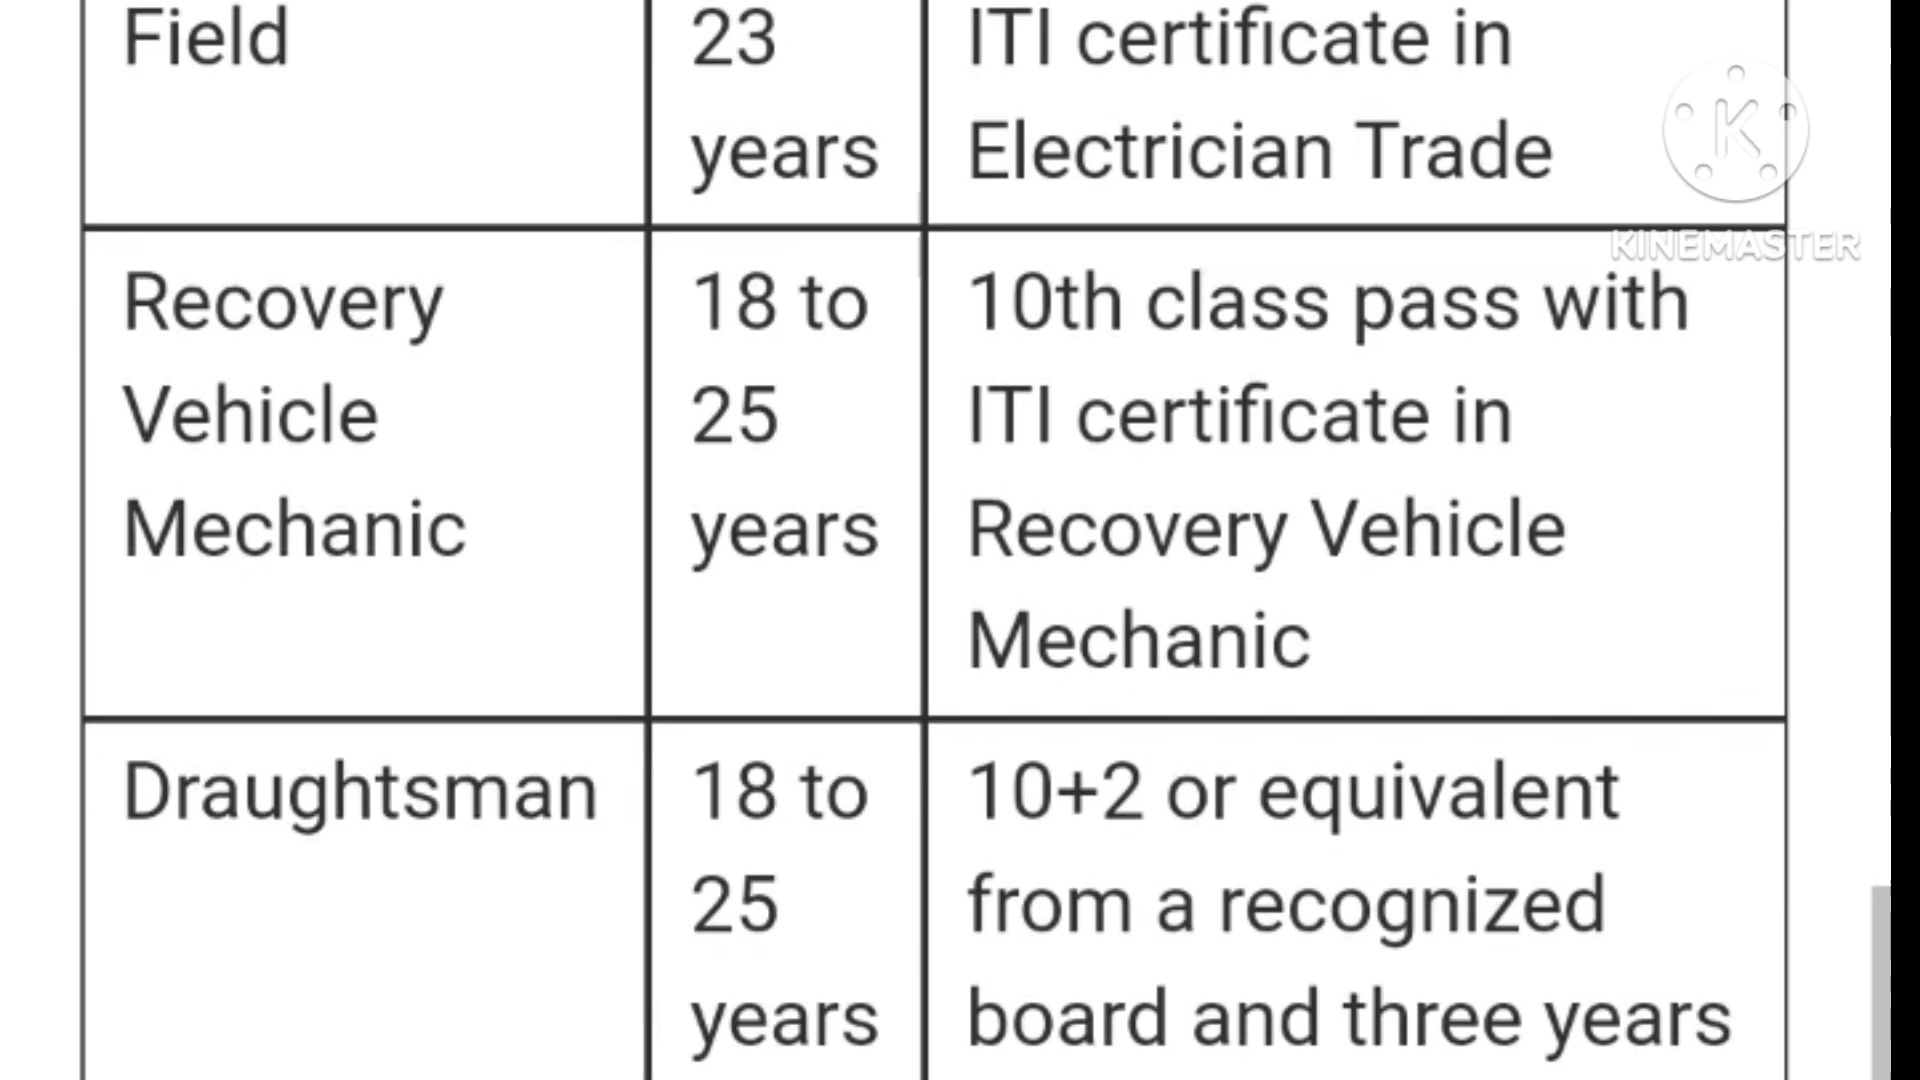 Field
23
years
ITI certificate in
Electrician Trade
K
KINEMASTER
Recovery
Vehicle
Mechanic
18 to
25
years
10th class pass with
ITI certificate in
Recovery Vehicle
Mechanic
Draughtsman
18 to
25
years
10+2 or equivalent
from a recognized
board and three years